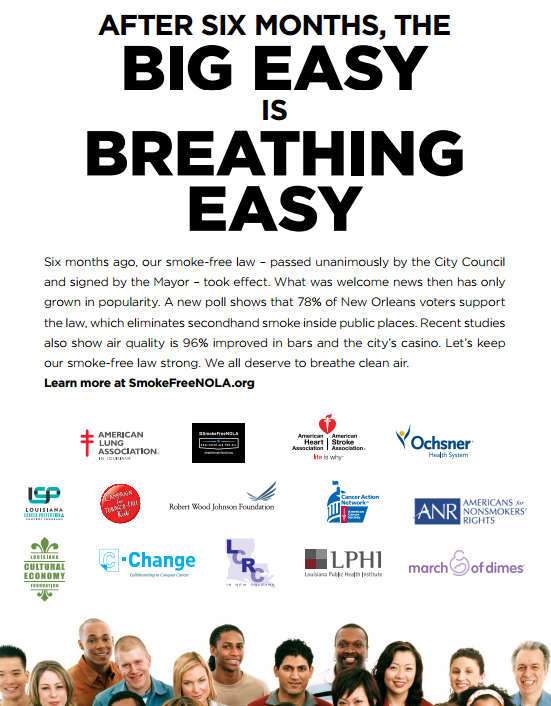 AFTER SIX MONTHS, THE
BIG EASY
IS
BREATHING
EASY
Six months ago, our smoke-free law – passed unanimously by the City Council
and signed by the Mayor – took effect. What was welcome news then has only
grown in popularity. A new poll shows that 78% of New Orleans voters support
the law, which eliminates secondhand smoke inside public places. Recent studies
also show air quality is 96% improved in bars and the city’s casino. Let’s keep
our smoke-free law strong. We all deserve to breathe clean air.
Learn more at SmokeFreeNOLA.org
AMERICAN
LUNG
ASSOCIATION®
IN LOUISIANA
#SmokeFreeNOLA
American Heart Association®
American Stroke Association®
life is why™
Ochsner™
Health System
LOUISIANA
CANCER PREVENTION &
CONTROL PROGRAMS
CAMPAIGN
for
TOBACCO-FREE
Kids
Robert Wood Johnson Foundation
Cancer Action
Network℠
American
Cancer
Society
ANR
AMERICANS for
NONSMOKERS'
RIGHTS
LOUISIANA
CULTURAL
ECONOMY
FOUNDATION
C-Change
Collaborating to Conquer Cancer
LCRC
IN NEW ORLEANS
LPHI
Louisiana Public Health Institute
march of dimes®